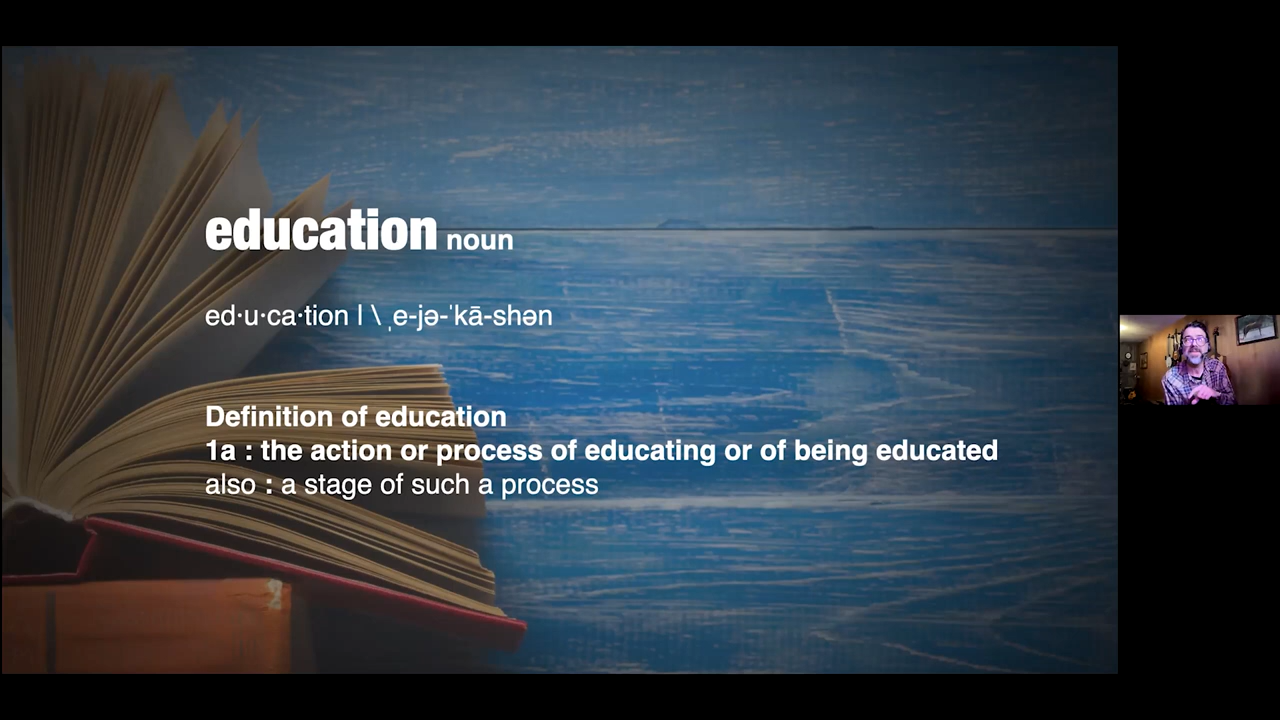 education noun
ed·u·ca·tion | \ ˌe-jə-ˈkā-shən
Definition of education
1a : the action or process of educating or of being educated
also : a stage of such a process